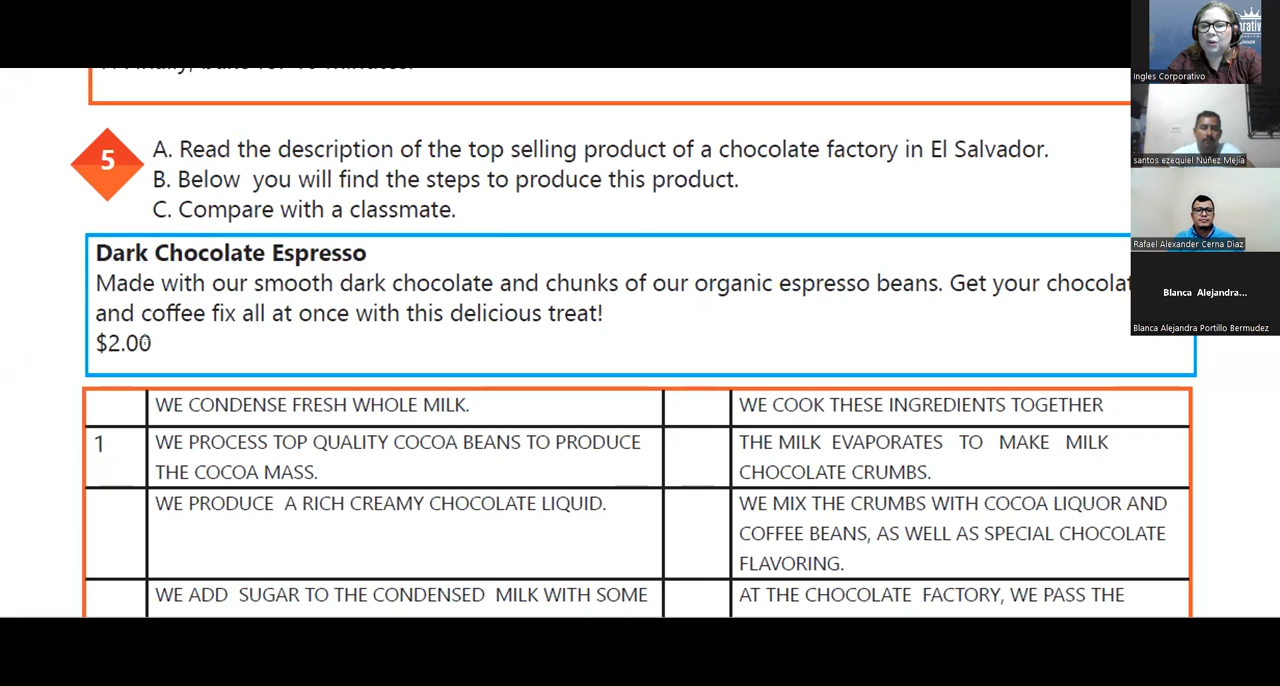 5
A. Read the description of the top selling product of a chocolate factory in El Salvador.
B. Below you will find the steps to produce this product.
C. Compare with a classmate.
Dark Chocolate Espresso
Made with our smooth dark chocolate and chunks of our organic espresso beans. Get your
and coffee fix all at once with this delicious treat!
$2.00
WE CONDENSE FRESH WHOLE MILK.
WE COOK THESE INGREDIENTS TOGETHER
1
WE PROCESS TOP QUALITY COCOA BEANS TO PRODUCE
THE COCOA MASS.
THE MILK EVAPORATES TO MAKE MILK
CHOCOLATE CRUMBS.
WE PRODUCE A RICH CREAMY CHOCOLATE LIQUID.
WE MIX THE CRUMBS WITH COCOA LIQUOR AND
COFFEE BEANS, AS WELL AS SPECIAL CHOCOLATE
FLAVORING.
WE ADD SUGAR TO THE CONDENSED MILK WITH SOME
AT THE CHOCOLATE FACTORY, WE PASS THE
Ingles Corporativo
santos ezequiel Núñez Mejía
Rafael Alexander Cerna Diaz
Blanca Alejandra...
Blanca Alejandra Portillo Bermudez